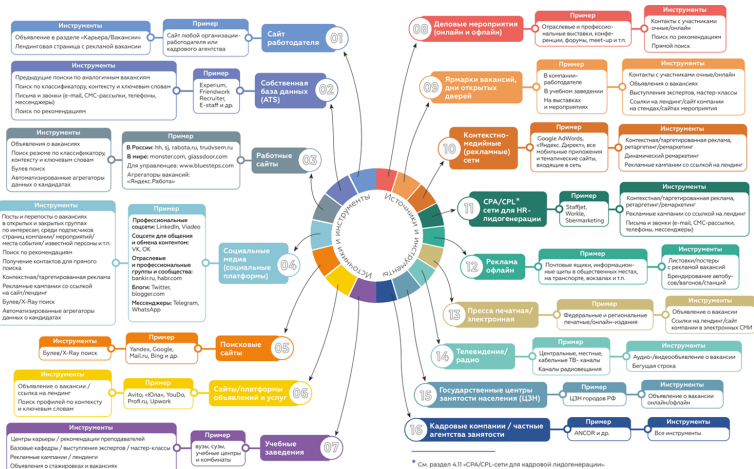 Инструменты
Объявление в разделе «Карьера/Вакансии»
Лендинговая страница с рекламой вакансии
Пример
Сайт любой организации-
работодателя или
кадрового агентства
Сайт
работодателя
01
Инструменты
Предыдущие поиски по аналогичным вакансиям
Поиск по классификатору, контексту и ключевым словам
Письма и звонки (e-mail, СМС-рассылки, телефоны,
мессенджеры)
Поиск по рекомендациям
Пример
Experium,
Friendwork
Recruiter,
E-staff и др.
Собственная
база данных
(ATS)
02
Инструменты
Объявления о вакансиях
Поиск резюме по классификатору,
контексту и ключевым словам
Булев поиск
Автоматизированные агрегаторы
данных о кандидатах
Пример
В России: hh, sj, rabota.ru, trudvsem.ru
В мире: monster.com, glassdoor.com
Для управленцев: www.bluesteps.com
Агрегаторы вакансий:
«Яндекс.Работа»
Работные
сайты
03
Инструменты
Посты и репосты о вакансиях
в открытых и закрытых группах
по интересам, среди подписчиков
страниц компании/ мероприятий/
места события/ известной персоны и т.п.
Поиск по рекомендациям
Получение контактов для прямого
поиска
Контекстная/таргетированная реклама
Рекламные кампании со ссылкой
на сайт/лендинг
Булев/X-Ray поиск
Автоматизированные агрегаторы
данных о кандидатах
Пример
Профессиональные
соцсети: LinkedIn, Viadeo
Соцсети для общения
и обмена контентом:
VK, OK
Отраслевые
и профессиональные
группы и сообщества:
banki.ru, habr.com
Блоги: Twitter,
blogger.com
Мессенджеры: Telegram,
WhatsApp
Социальные
медиа
(социальные
платформы)
04
Инструменты
Булев/X-Ray поиск
Пример
Yandex, Google,
Mail.ru, Bing и др.
Поисковые
сайты
05
Инструменты
Объявление о вакансии /
ссылка на лендинг
Поиск профилей по контексту
и ключевым словам
Пример
Avito, «Юла», YouDo,
Profi.ru, Upwork
Сайты/платформы
объявлений и услуг
06
Инструменты
Центры карьеры / рекомендации преподавателей
Базовые кафедры / выступления экспертов / мастер-классы
Рекламные кампании / лендинги
Объявления о стажировках и вакансиях
Пример
вузы, ссузы,
учебные центры
и комбинаты
Учебные
заведения
07
Источники и инструменты
Источники и инструменты
08
Деловые мероприятия
(онлайн и офлайн)
Пример
Отраслевые и профессио-
нальные выставки, конфе-
ренции, форумы, meet-up и т.п.
Инструменты
Контакты с участниками
очные/онлайн
Поиск по рекомендациям
Прямой поиск
09
Ярмарки вакансий,
дни открытых
дверей
Пример
В компании-
работодателе
В учебном заведении
На выставках
и мероприятиях
Инструменты
Контакты с участниками очные/онлайн
Объявления о вакансиях
Выступления экспертов, мастер-классы
Ссылки на лендинг/сайт компании
на стендах/сайтах мероприятия
10
Контекстно-
медийные
(рекламные)
сети
Пример
Google AdWords,
«Яндекс. Директ», все
мобильные приложения
и тематические сайты,
входящие в сеть
Инструменты
Контекстная/таргетированная реклама,
ретаргетинг/ремаркетинг
Динамический ремаркетинг
Рекламные кампании со ссылкой на лендинг
11
CPA/CPL*
сети для HR-
лидогенерации
Пример
Staffjet,
Workle,
Sbermarketing
Инструменты
Контекстная/таргетированная реклама,
ретаргетинг/ремаркетинг
Рекламные кампании со ссылкой на лендинг
Письма и звонки (e-mail, СМС-рассылки,
телефоны, мессенджеры)
12
Реклама
офлайн
Пример
Почтовые ящики, информацион-
ные щиты в общественных местах,
на транспорте, вокзалах и т.п.
Инструменты
Листовки/постеры
с рекламой вакансий
Брендирование автобу-
сов/вагонов/станций
13
Пресса печатная/
электронная
Пример
Федеральные и региональные
печатные/онлайн-издания
Инструменты
Объявление о вакансии
Ссылки на лендинг/сайт
компании в электронных СМИ
14
Телевидение/
радио
Пример
Центральные, местные,
кабельные ТВ- каналы
Каналы радиовещания
Инструменты
Аудио-/видеообъявление о вакансии
Бегущая строка
15
Государственные центры
занятости населения (ЦЗН)
Пример
ЦЗН городов РФ
Инструменты
Объявление о вакансии
онлайн/офлайн
16
Кадровые компании / частные
агентства занятости
Пример
ANCOR и др.
Инструменты
Все инструменты
* См. раздел 4.11 «CPA/CPL-сети для кадровой лидогенерации».